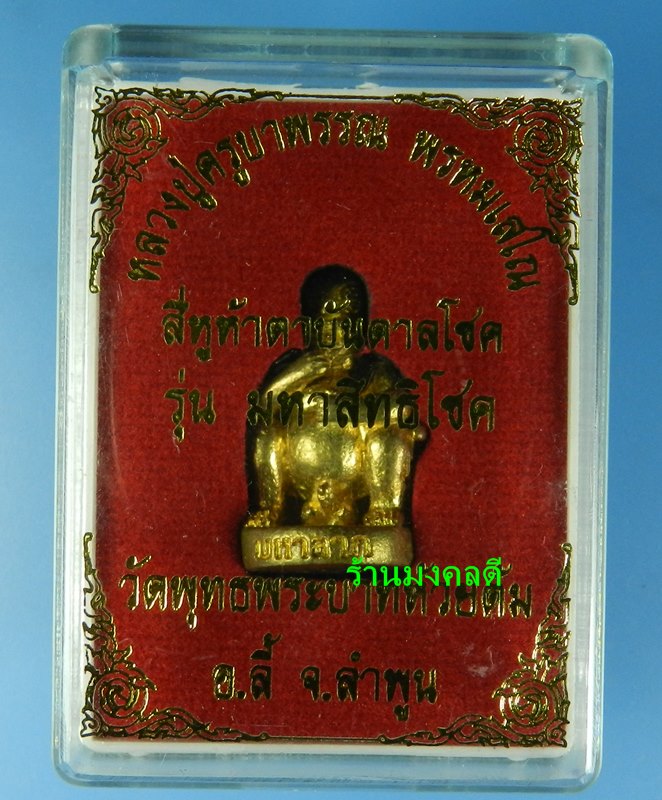 หลวงปู่ครูบาพรรณ พรหมเสโณ
สี่หูห้าตาบันดาลโชค
รุ่น มหาสิทธิโชค
มหาลาภ
ร้านมงคลดี
วัดพุทธพระบาทห้วยต้ม
อ.ลี้ จ.ลำพูน